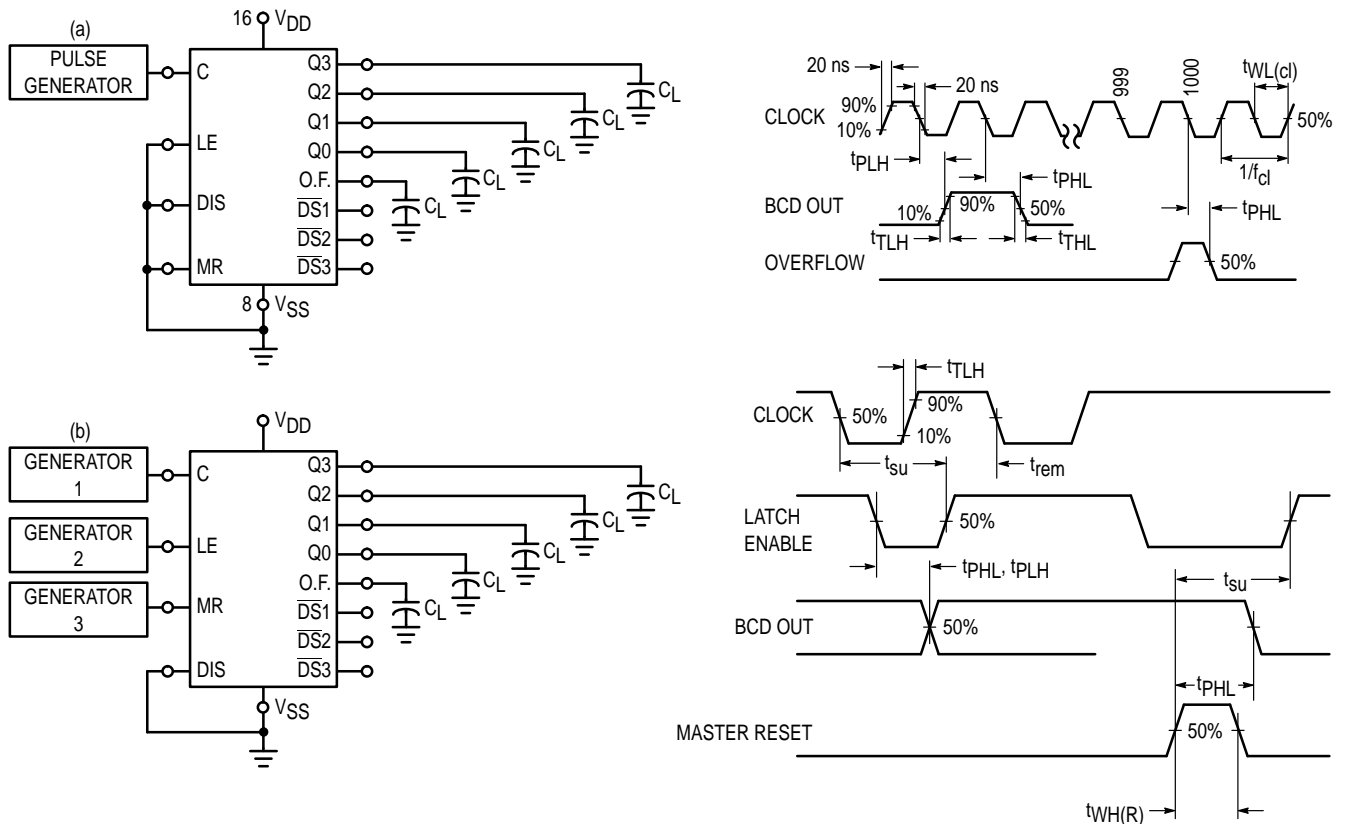 (a)
PULSE
GENERATOR
16 VDD
C
LE
DIS
MR
Q3
Q2
Q1
Q0
O.F.
DS1
DS2
DS3
CL
CL
CL
CL
CL
8 VSS
20 ns
20 ns
999
1000
tWL(cl)
90%
CLOCK
10%
50%
tPLH
tPHL
1/fcl
BCD OUT
10%
90%
50%
tPHL
tTLH
tTHL
OVERFLOW
50%
(b)
GENERATOR
1
GENERATOR
2
GENERATOR
3
VDD
C
LE
MR
DIS
Q3
Q2
Q1
Q0
O.F.
DS1
DS2
DS3
CL
CL
CL
CL
CL
VSS
tTLH
CLOCK
50%
90%
10%
tsu
trem
LATCH
ENABLE
50%
tPHL, tPLH
tsu
BCD OUT
50%
tPHL
MASTER RESET
50%
tWH(R)